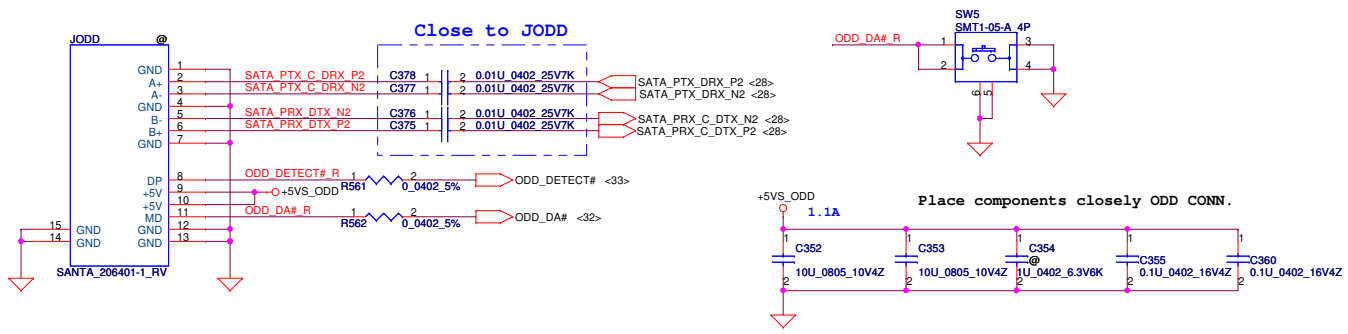 Close to JODD
JODD @
GND 1
A+ 2 SATA_PTX_C_DRX_P2 C378 1 2 0.01U_0402_25V7K SATA_PTX_DRX_P2 <28>
A- 3 SATA_PTX_C_DRX_N2 C377 1 2 0.01U_0402_25V7K SATA_PTX_DRX_N2 <28>
GND 4
B- 5 SATA_PRX_DTX_N2 C376 1 2 0.01U_0402_25V7K SATA_PRX_C_DTX_N2 <28>
B+ 6 SATA_PRX_DTX_P2 C375 1 2 0.01U_0402_25V7K SATA_PRX_C_DTX_P2 <28>
GND 7
DP 8 ODD_DETECT#_R 1 2 ODD_DETECT# <33>
R561 0_0402_5%
+5V 9 +5VS_ODD
+5V 10
MD 11 ODD_DA#_R 1 2 ODD_DA# <32>
R562 0_0402_5%
15 GND GND 12
14 GND GND 13
SANTA_206401-1_RV
SW5
SMT1-05-A_4P
ODD_DA#_R 1 3
2 4
6 5
+5VS_ODD
1.1A
Place components closely ODD CONN.
1 1 1 1 1
C352 C353 C354 C355 C360
@
10U_0805_10V4Z 10U_0805_10V4Z 1U_0402_6.3V6K 0.1U_0402_16V4Z 0.1U_0402_16V4Z
2 2 2 2 2